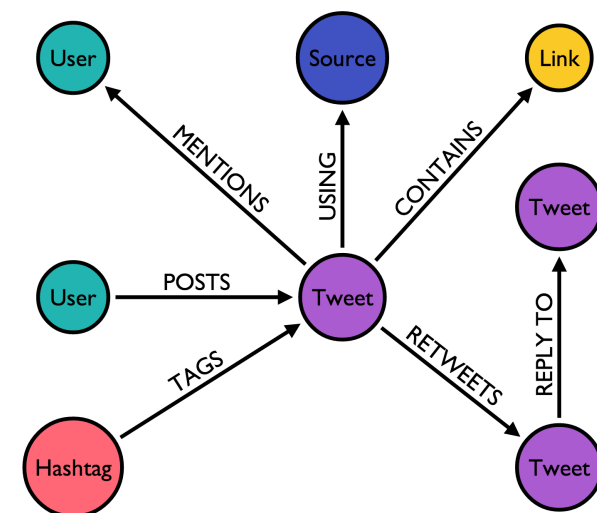 User
Source
Link
MENTIONS
USING
CONTAINS
Tweet
User
POSTS
Tweet
TAGS
RETWEETS
REPLY TO
Hashtag
Tweet